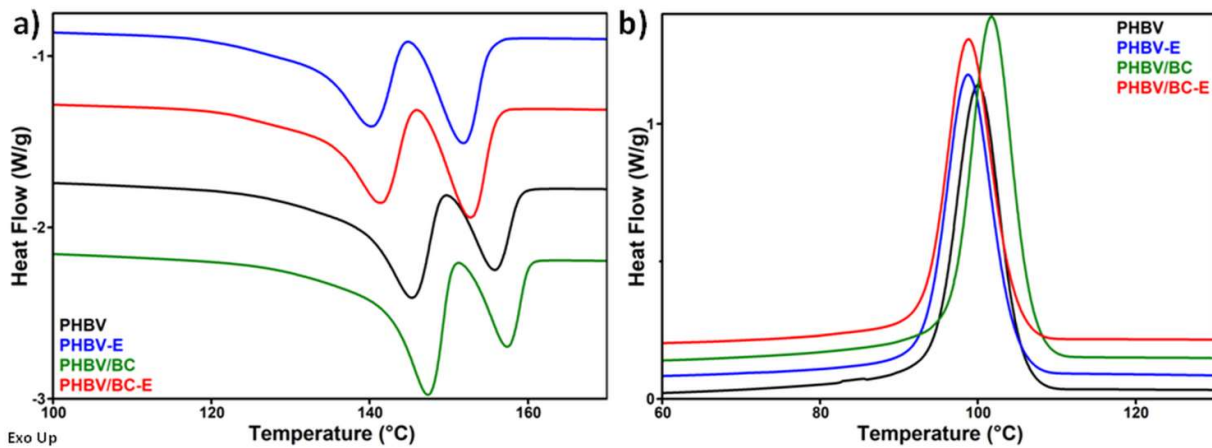 a)
Heat Flow (W/g)
-1
-2
-3
PHBV
PHBV-E
PHBV/BC
PHBV/BC-E
100
120
140
160
Temperature (°C)
Exo Up
b)
Heat Flow (W/g)
1
0
PHBV
PHBV-E
PHBV/BC
PHBV/BC-E
60
80
100
120
Temperature (°C)